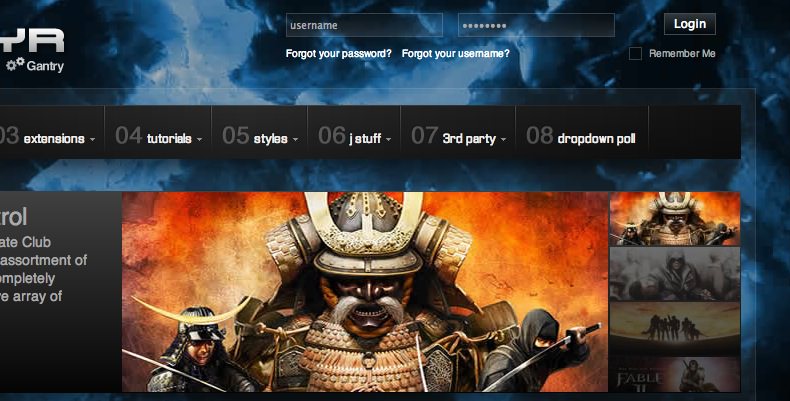 username
Login
Forgot your password? Forgot your username?
Remember Me
YR
Gantry
03 extensions
04 tutorials
05 styles
06 j stuff
07 3rd party
08 dropdown poll
rol
ate Club
assortment of
ompletely
e array of
FABLE
II